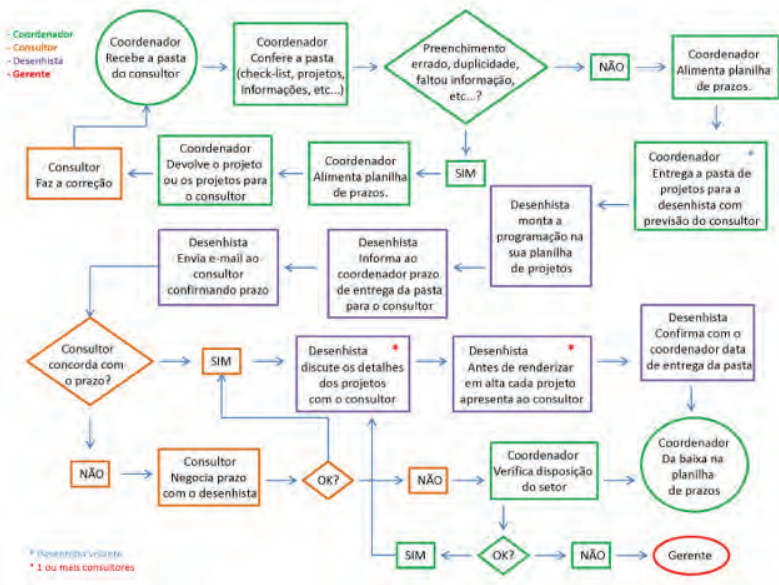 - Coordenador
- Consultor
- Desenhista
- Gerente
Coordenador
Recebe a pasta
do consultor
Coordenador
Confere a pasta
(check-list, projetos,
Informações, etc...)
Preenchimento
errado, duplicidade,
faltou informação,
etc...?
NÃO
Coordenador
Alimenta planilha
de prazos.
SIM
Consultor
Faz a correção
Coordenador
Devolve o projeto
ou os projetos para
o consultor
Coordenador
Alimenta planilha
de prazos.
Coordenador *
Entrega a pasta de
projetos para a
desenhista com
previsão do consultor
Desenhista
monta a
programação na
sua planilha
de projetos
Desenhista
Informa ao
coordenador prazo
de entrega da pasta
para o consultor
Desenhista
Envia e-mail ao
consultor
confirmando prazo
Consultor
concorda com
o prazo?
SIM
Desenhista *
discute os detalhes
dos projetos
com o consultor
Desenhista *
Antes de renderizar
em alta cada projeto
apresenta ao consultor
Desenhista
Confirma com o
coordenador data
de entrega da pasta
Coordenador
Da baixa na
planilha
de prazos
NÃO
Consultor
Negocia prazo
com o desenhista
OK?
NÃO
Coordenador
Verifica disposição
do setor
SIM
OK?
NÃO
Gerente
* Desenhista volante
* 1 ou mais consultores